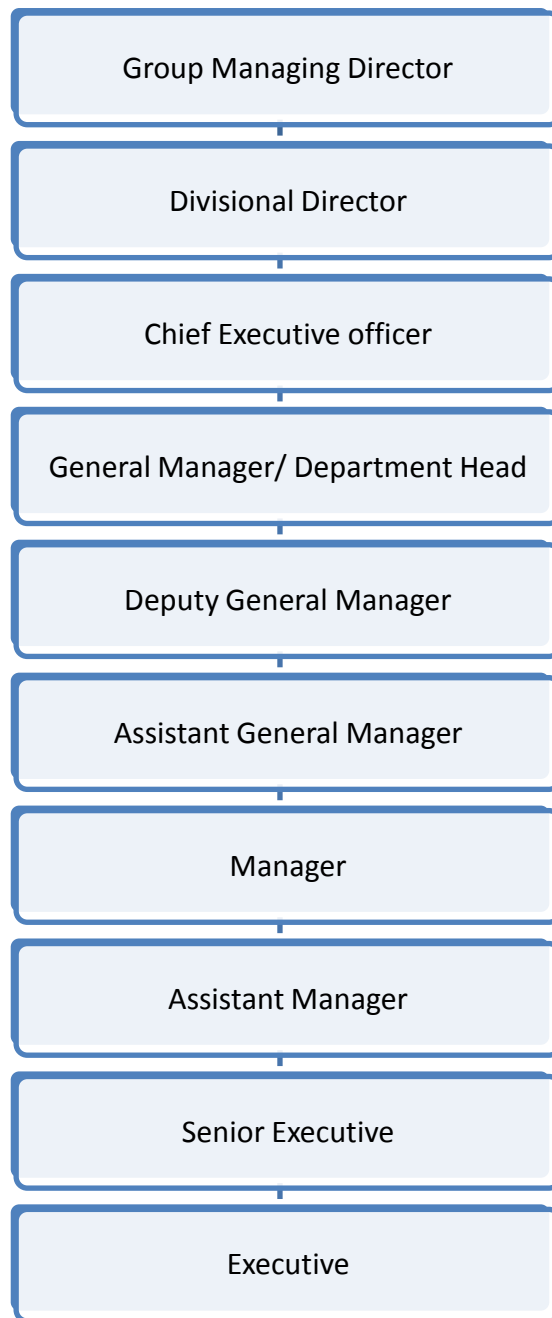 Group Managing Director
Divisional Director
Chief Executive officer
General Manager/ Department Head
Deputy General Manager
Assistant General Manager
Manager
Assistant Manager
Senior Executive
Executive